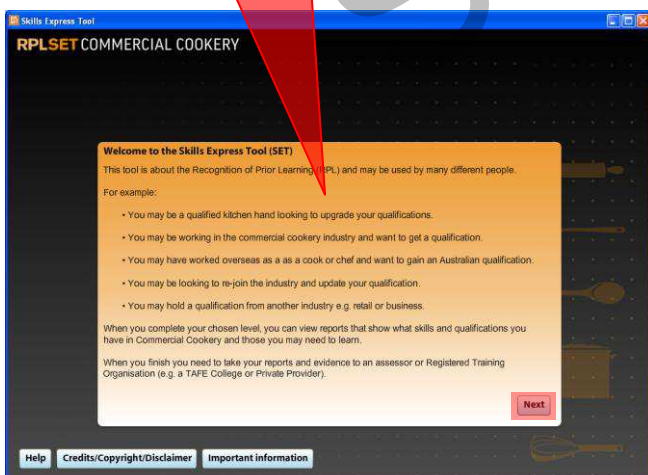 Skills Express Tool
RPLSET COMMERCIAL COOKERY
Welcome to the Skills Express Tool (SET)
This tool is about the Recognition of Prior Learning (RPL) and may be used by many different people.
For example:
• You may be a qualified kitchen hand looking to upgrade your qualifications.
• You may be working in the commercial cookery industry and want to get a qualification.
• You may have worked overseas as a as a cook or chef and want to gain an Australian qualification.
• You may be looking to re-join the industry and update your qualification.
• You may hold a qualification from another industry e.g. retail or business.
When you complete your chosen level, you can view reports that show what skills and qualifications you
have in Commercial Cookery and those you may need to learn.
When you finish you need to take your reports and evidence to an assessor or Registered Training
Organisation (e.g. a TAFE College or Private Provider).
Next
Help
Credits/Copyright/Disclaimer
Important information